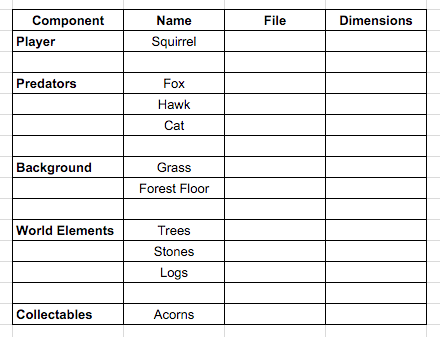 Component Name File Dimensions
Player Squirrel
Predators Fox
Hawk
Cat
Background Grass
Forest Floor
World Elements Trees
Stones
Logs
Collectables Acorns